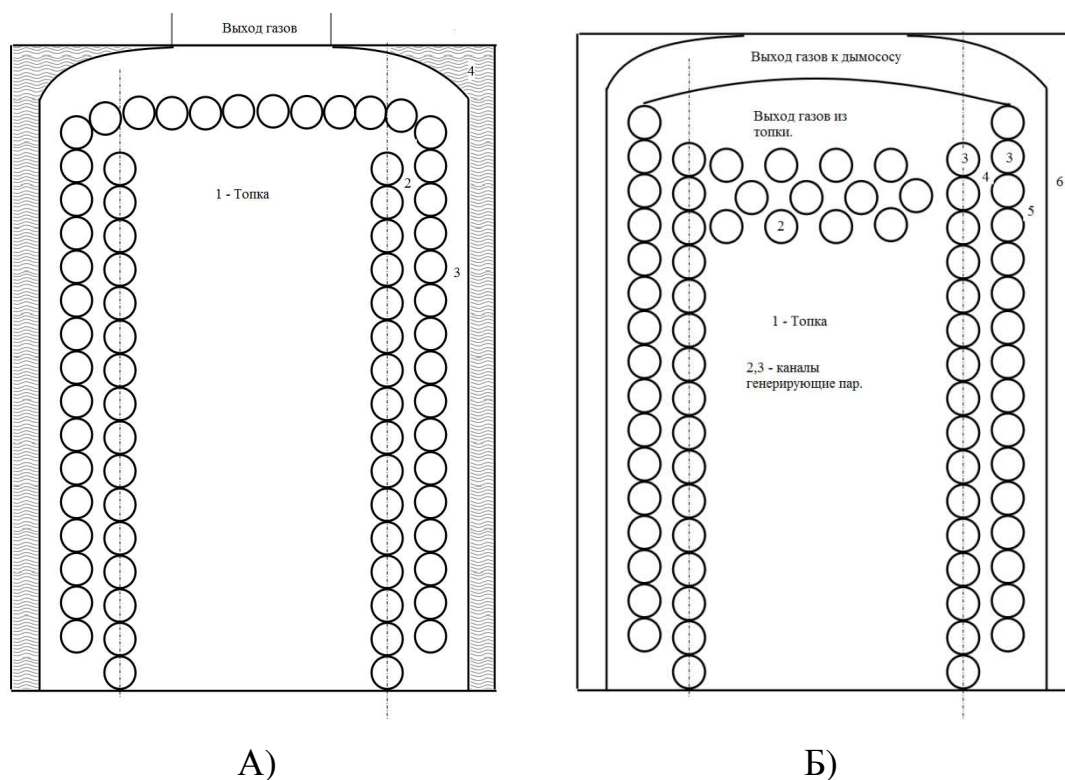 Выход газов
4
2
1 - Топка
3
А)
Выход газов к дымососу
Выход газов из
топки.
3
3
4
6
2
5
1 - Топка
2,3 - каналы
генерирующие пар.
Б)